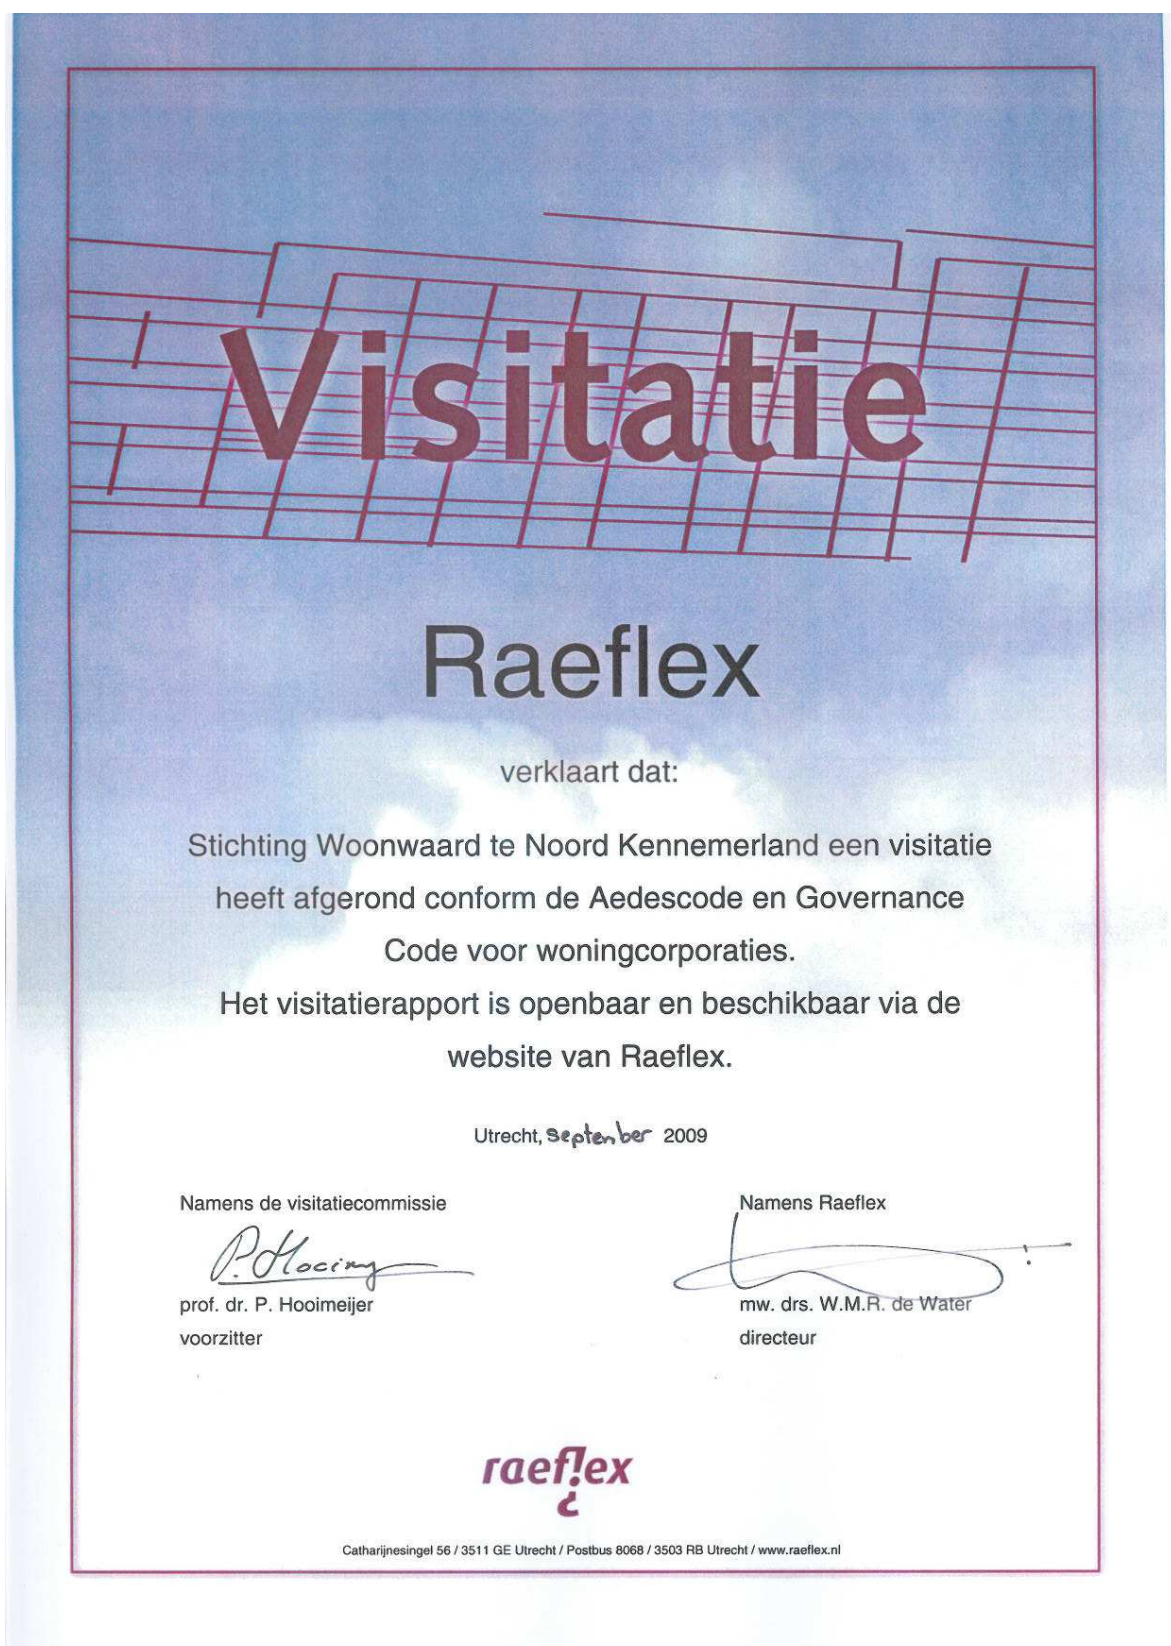 Visitatie
Raeflex
verklaart dat:
Stichting Woonwaard te Noord Kennemerland een visitatie
heeft afgerond conform de Aedescode en Governance
Code voor woningcorporaties.
Het visitatierapport is openbaar en beschikbaar via de
website van Raeflex.
Utrecht, september 2009
Namens de visitatiecommissie
Namens Raeflex
P. Hooimeij
prof. dr. P. Hooimeijer
mw. drs. W.M.R. de Water
voorzitter
directeur
raeflex
Catharijnesingel 56 / 3511 GE Utrecht / Postbus 8068 / 3503 RB Utrecht / www.raeflex.nl